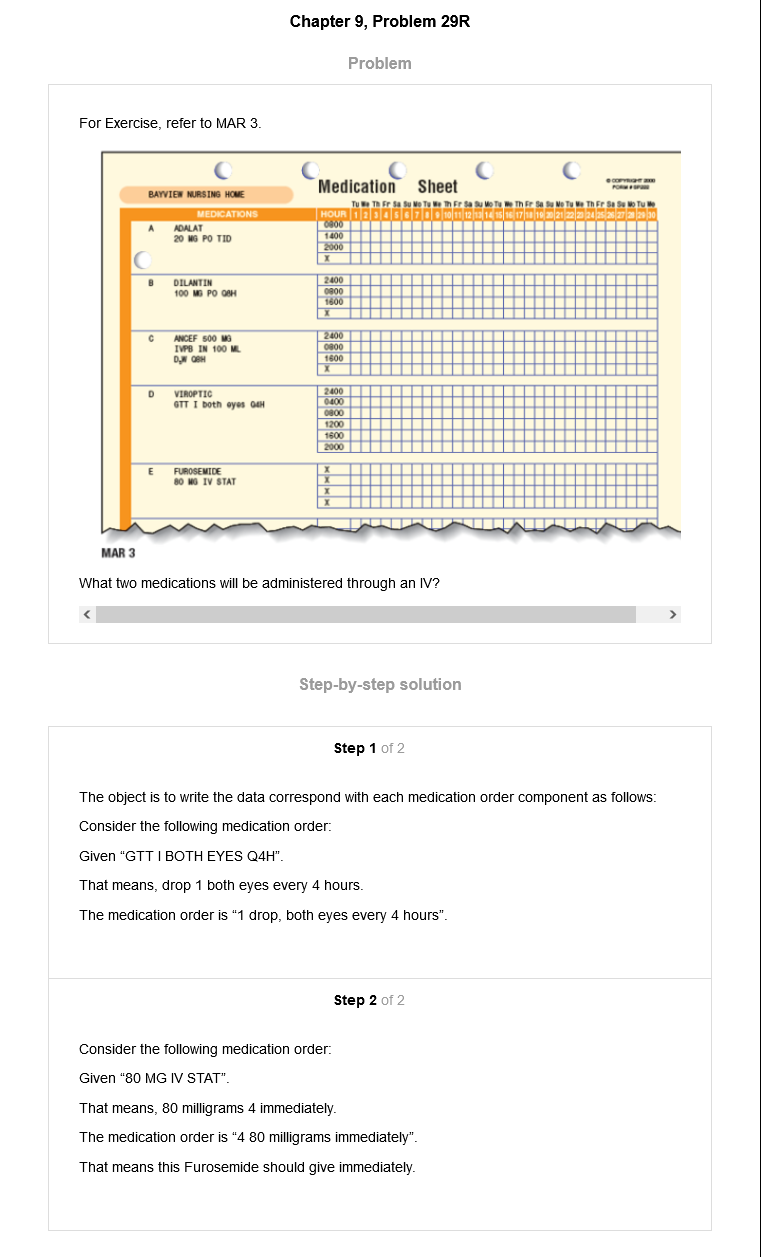 Chapter 9, Problem 29R
Problem
For Exercise, refer to MAR 3.
Medication Sheet
© COPYRIGHT 2000
BAYVIEW NURSING HOME
Tu We Th Fr Sa Su Mo Tu We Th Fr Sa Su Mo Tu We Th Fr Sa Su Mo Tu We Th Fr Sa Su Mo Tu We
MEDICATIONS HOUR 1 2 3 4 5 6 7 8 9 10 11 12 13 14 15 16 17 18 19 20 21 22 23 24 25 26 27 28 29 30
A ADALAT 0800
20 MG PO TID 1400
2000
X
B DILANTIN 2400
100 MG PO Q8H 0800
1600
X
C ANCEF 500 MG 2400
IVPB IN 100 ML 0800
D5W Q8H 1600
X
D VIROPTIC 2400
GTT I both eyes Q4H 0400
0800
1200
1600
2000
E FUROSEMIDE X
80 MG IV STAT X
X
X
MAR 3
What two medications will be administered through an IV?
Step-by-step solution
Step 1 of 2
The object is to write the data correspond with each medication order component as follows:
Consider the following medication order:
Given “GTT I BOTH EYES Q4H”.
That means, drop 1 both eyes every 4 hours.
The medication order is “1 drop, both eyes every 4 hours”.
Step 2 of 2
Consider the following medication order:
Given “80 MG IV STAT”.
That means, 80 milligrams 4 immediately.
The medication order is “4 80 milligrams immediately”.
That means this Furosemide should give immediately.